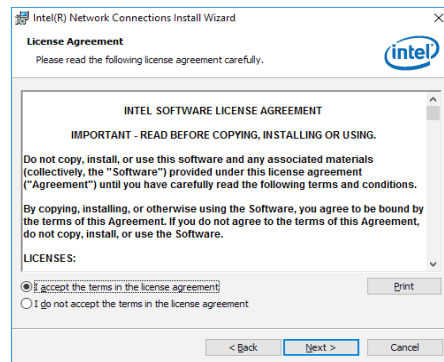 Intel(R) Network Connections Install Wizard
License Agreement
Please read the following license agreement carefully.
intel
INTEL SOFTWARE LICENSE AGREEMENT
IMPORTANT - READ BEFORE COPYING, INSTALLING OR USING.
Do not copy, install, or use this software and any associated materials
(collectively, the "Software") provided under this license agreement
("Agreement") until you have carefully read the following terms and conditions.
By copying, installing, or otherwise using the Software, you agree to be bound by
the terms of this Agreement. If you do not agree to the terms of this Agreement,
do not copy, install, or use the Software.
LICENSES:
I accept the terms in the license agreement
Print
I do not accept the terms in the license agreement
< Back
Next >
Cancel